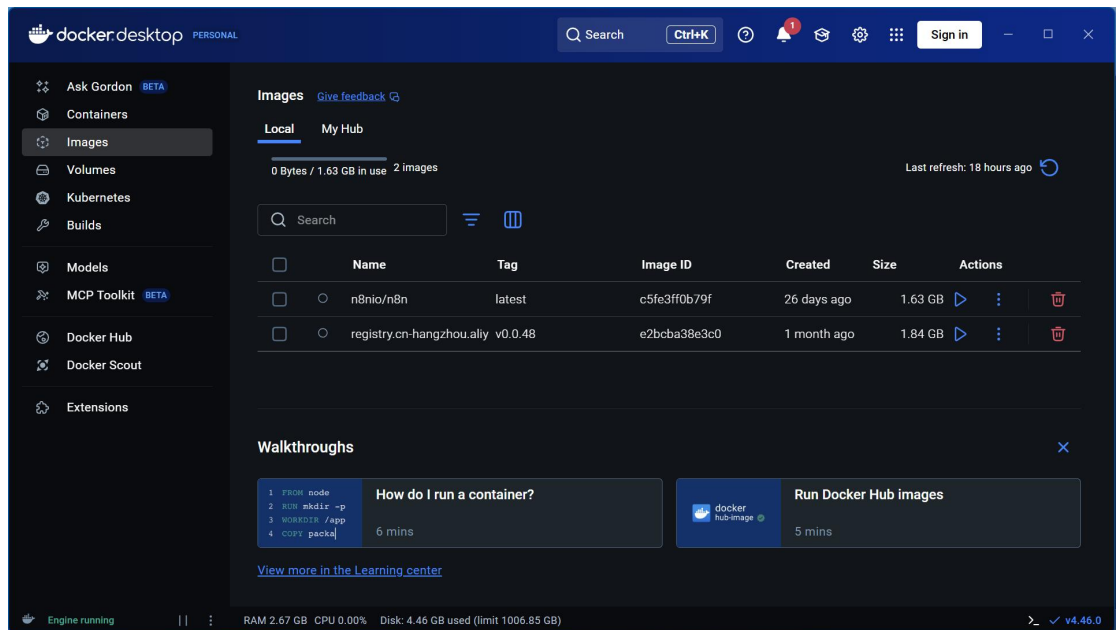 docker.desktop PERSONAL
Search Ctrl+K
1
Sign in
Ask Gordon BETA
Containers
Images
Volumes
Kubernetes
Builds
Models
MCP Toolkit BETA
Docker Hub
Docker Scout
Extensions
Images Give feedback
Local My Hub
0 Bytes / 1.63 GB in use 2 images
Last refresh: 18 hours ago
Search
Name Tag Image ID Created Size Actions
n8nio/n8n latest c5fe3ff0b79f 26 days ago 1.63 GB
registry.cn-hangzhou.aliy v0.0.48 e2bcba38e3c0 1 month ago 1.84 GB
Walkthroughs
1 FROM node
2 RUN mkdir -p
3 WORKDIR /app
4 COPY packa
How do I run a container?
6 mins
docker
hub-image
Run Docker Hub images
5 mins
View more in the Learning center
Engine running
RAM 2.67 GB CPU 0.00% Disk: 4.46 GB used (limit 1006.85 GB)
v4.46.0